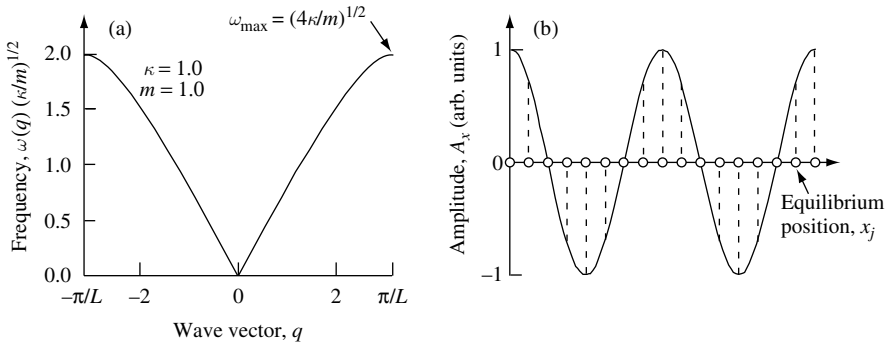 (a)
ω_max = (4κ/m)^1/2
κ = 1.0
m = 1.0
Frequency, ω(q) (κ/m)^1/2
2.0
1.5
1.0
0.5
0.0
−π/L
−2
0
2
π/L
Wave vector, q
(b)
Amplitude, A_x (arb. units)
1
0
−1
Equilibrium
position, x_j